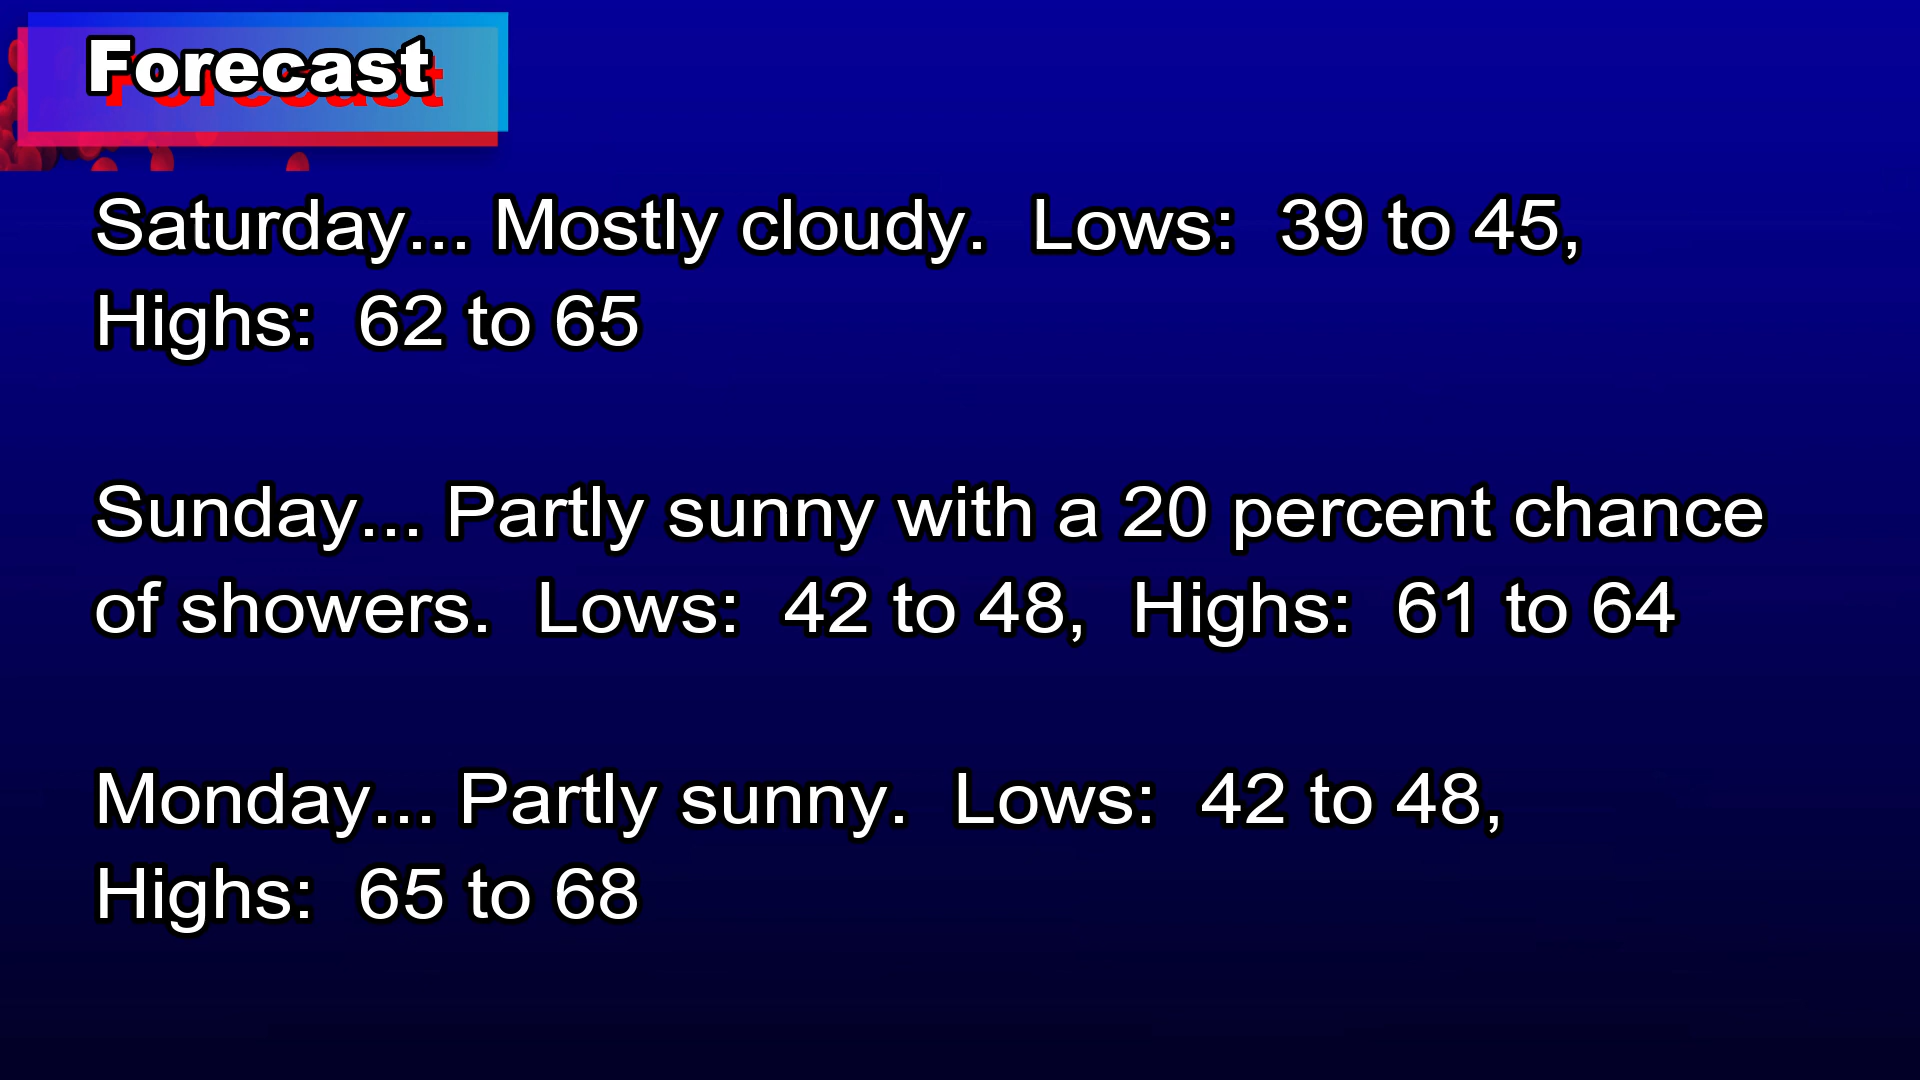 Forecast
Saturday... Mostly cloudy.  Lows:  39 to 45,
Highs:  62 to 65
Sunday... Partly sunny with a 20 percent chance
of showers.  Lows:  42 to 48,  Highs:  61 to 64
Monday... Partly sunny.  Lows:  42 to 48,
Highs:  65 to 68